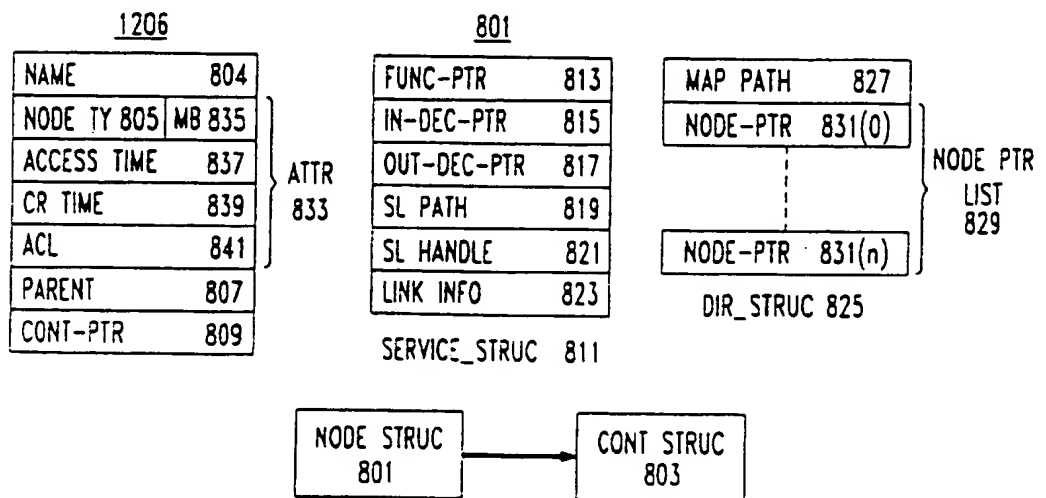 1206
NAME 804
NODE TY 805 MB 835
ACCESS TIME 837
CR TIME 839
ACL 841
PARENT 807
CONT-PTR 809
ATTR
833
801
FUNC-PTR 813
IN-DEC-PTR 815
OUT-DEC-PTR 817
SL PATH 819
SL HANDLE 821
LINK INFO 823
SERVICE_STRUC 811
MAP PATH 827
NODE-PTR 831(0)
NODE-PTR 831(n)
DIR_STRUC 825
NODE PTR
LIST
829
NODE STRUC
801
CONT STRUC
803